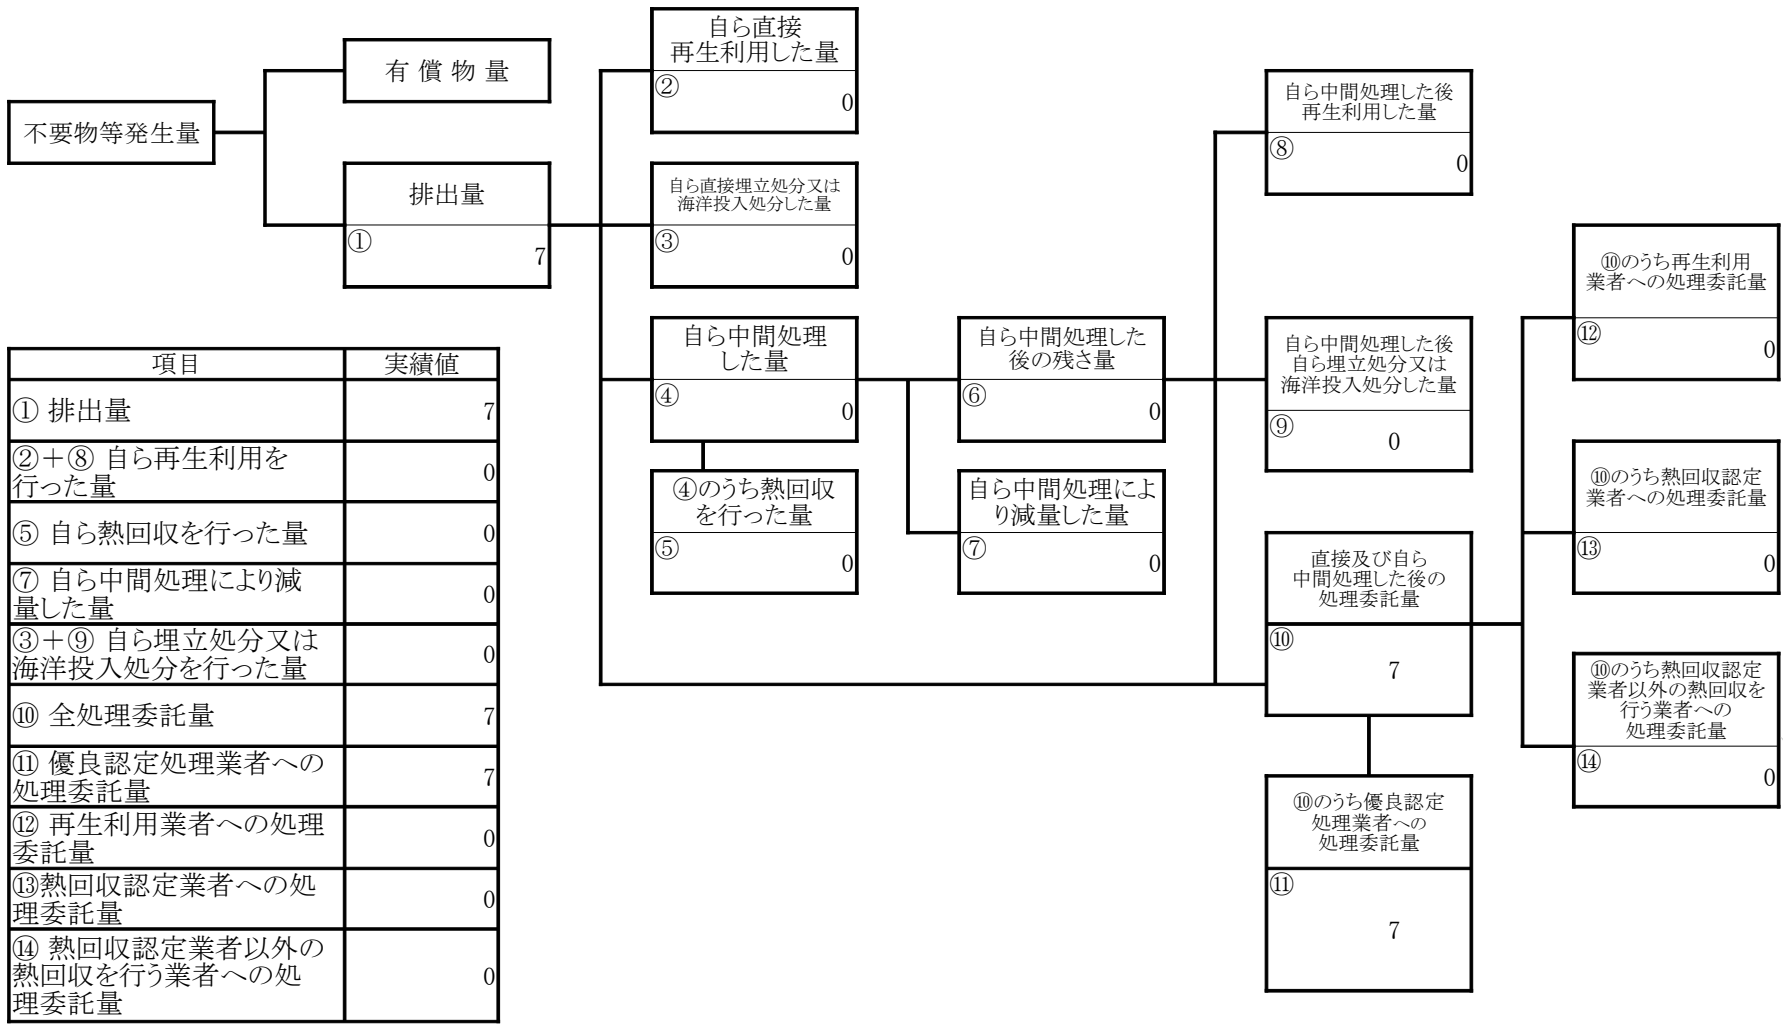 不要物等発生量
有 償 物 量
排出量
①
7
自ら直接
再生利用した量
②
0
自ら直接埋立処分又は
海洋投入処分した量
③
0
自ら中間処理
した量
④
0
④のうち熱回収
を行った量
⑤
0
自ら中間処理した
後の残さ量
⑥
0
自ら中間処理によ
り減量した量
⑦
0
自ら中間処理した後
再生利用した量
⑧
0
自ら中間処理した後
自ら埋立処分又は
海洋投入処分した量
⑨
0
直接及び自ら
中間処理した後の
処理委託量
⑩
7
⑩のうち優良認定
処理業者への
処理委託量
⑪
7
⑩のうち再生利用
業者への処理委託量
⑫
0
⑩のうち熱回収認定
業者への処理委託量
⑬
0
⑩のうち熱回収認定
業者以外の熱回収を
行う業者への
処理委託量
⑭
0
項目 実績値
① 排出量 7
②＋⑧ 自ら再生利用を
行った量 0
⑤ 自ら熱回収を行った量 0
⑦ 自ら中間処理により減
量した量 0
③＋⑨ 自ら埋立処分又は
海洋投入処分を行った量 0
⑩ 全処理委託量 7
⑪ 優良認定処理業者への
処理委託量 7
⑫ 再生利用業者への処理
委託量 0
⑬熱回収認定業者への処
理委託量 0
⑭ 熱回収認定業者以外の
熱回収を行う業者への処
理委託量 0